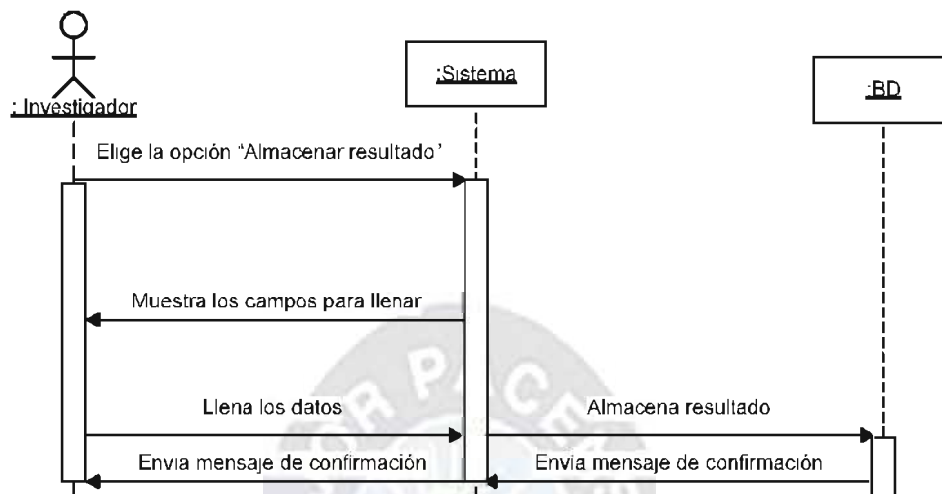 :Sistema
:BD
: Investigador
Elige la opción "Almacenar resultado"
Muestra los campos para llenar
Llena los datos
Almacena resultado
Envia mensaje de confirmación
Envia mensaje de confirmación